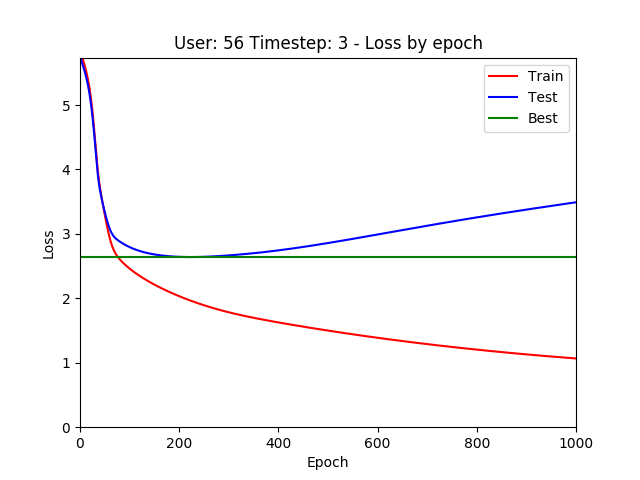 User: 56 Timestep: 3 - Loss by epoch
Train
Test
Best
Loss
5
4
3
2
1
0
0 200 400 600 800 1000
Epoch